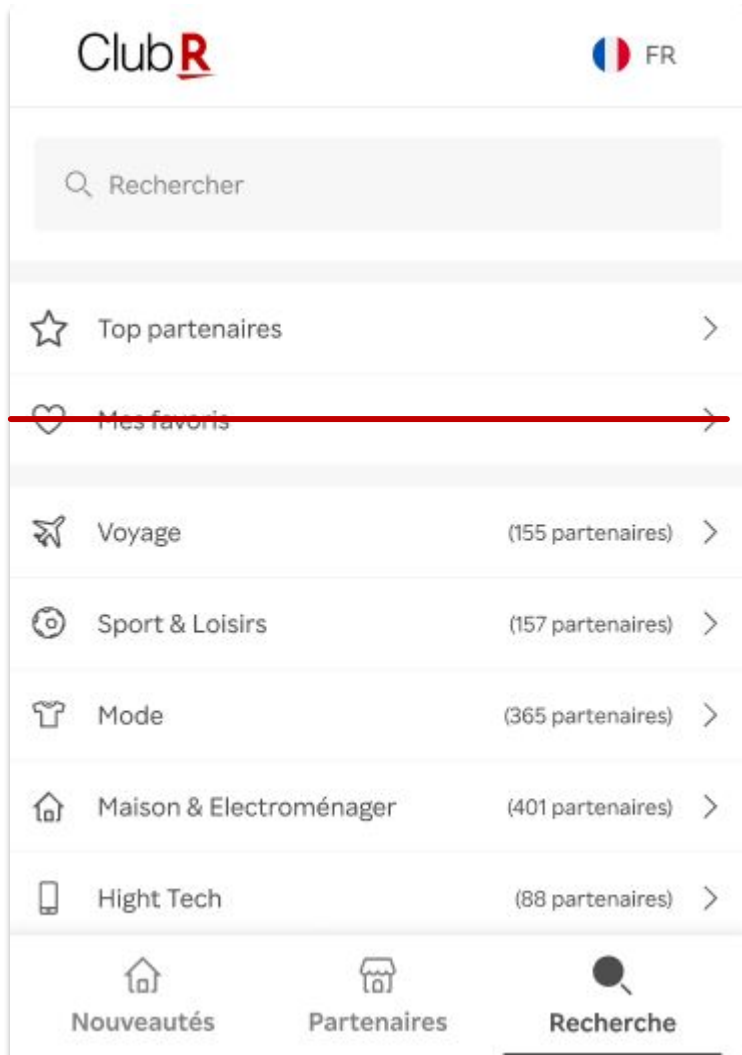 Club R
FR
Rechercher
Top partenaires
Mes favoris
Voyage (155 partenaires)
Sport & Loisirs (157 partenaires)
Mode (365 partenaires)
Maison & Electroménager (401 partenaires)
Hight Tech (88 partenaires)
Nouveautés Partenaires Recherche